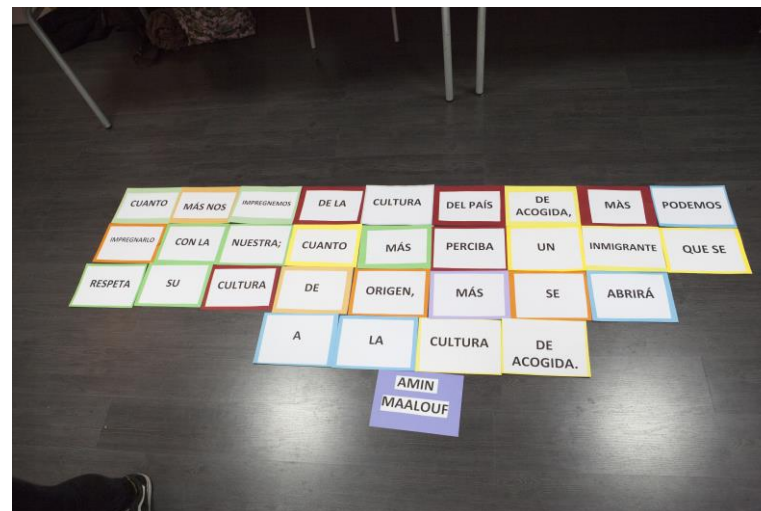 CUANTO MÁS NOS IMPREGNEMOS DE LA CULTURA DEL PAÍS DE ACOGIDA, MÀS PODEMOS
IMPREGNARLO CON LA NUESTRA; CUANTO MÁS PERCIBA UN INMIGRANTE QUE SE
RESPETA SU CULTURA DE ORIGEN, MÁS SE ABRIRÁ
A LA CULTURA DE ACOGIDA.
AMIN
MAALOUF